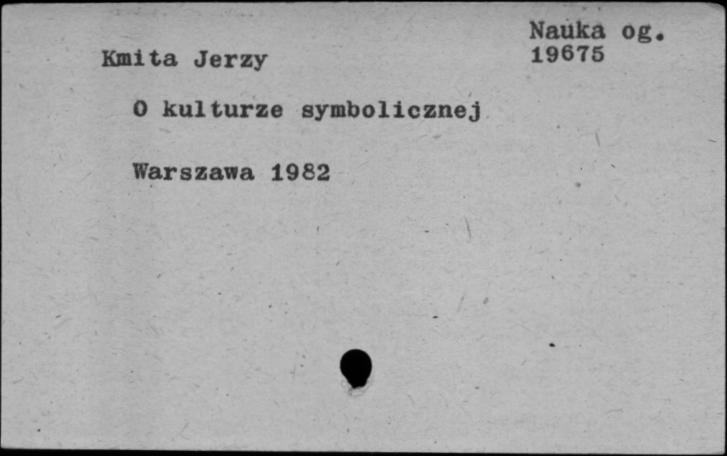 Nauka og.
19675
Kmita Jerzy
O kulturze symbolicznej
Warszawa 1982